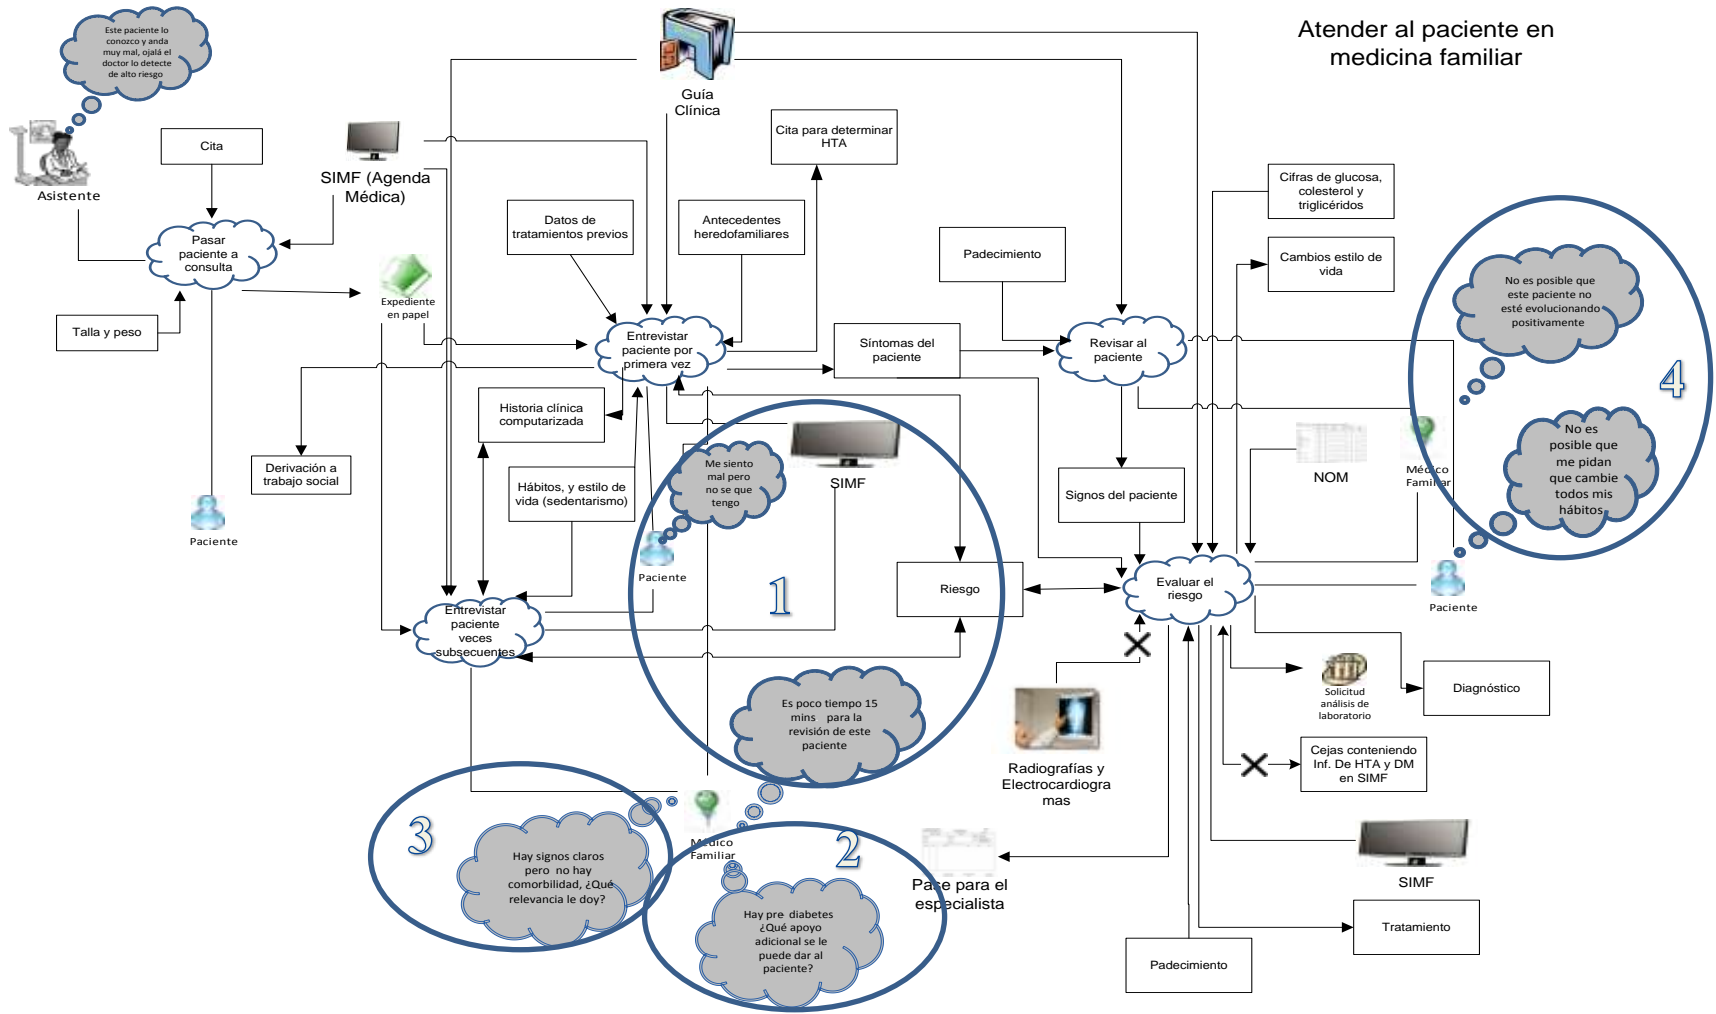 Atender al paciente en
medicina familiar
Este paciente lo
conozco y anda
muy mal, ojalá el
doctor lo detecte
de alto riesgo
Asistente
Cita
SIMF (Agenda
Médica)
Guía
Clínica
Cita para determinar
HTA
Cifras de glucosa,
colesterol y
triglicéridos
Pasar
paciente a
consulta
Datos de
tratamientos previos
Antecedentes
heredofamiliares
Padecimiento
Cambios estilo de
vida
Talla y peso
Expediente
en papel
Entrevistar
paciente por
primera vez
Síntomas del
paciente
Revisar al
paciente
No es posible que
este paciente no
esté evolucionando
positivamente
4
Historia clínica
computarizada
Derivación a
trabajo social
Hábitos, y estilo de
vida (sedentarismo)
Me siento
mal pero
no se que
tengo
SIMF
Signos del paciente
NOM
Médico
Familiar
No es
posible que
me pidan
que cambie
todos mis
hábitos
Paciente
Paciente
1
Riesgo
Evaluar el
riesgo
Paciente
Entrevistar
paciente
veces
subsecuentes
Es poco tiempo 15
mins para la
revisión de este
paciente
Solicitud
análisis de
laboratorio
Diagnóstico
Radiografías y
Electrocardiogra
mas
Cejas conteniendo
Inf. De HTA y DM
en SIMF
3
Hay signos claros
pero no hay
comorbilidad, ¿Qué
relevancia le doy?
Médico
Familiar
2
Hay pre diabetes
¿Qué apoyo
adicional se le
puede dar al
paciente?
Pase para el
especialista
SIMF
Tratamiento
Padecimiento